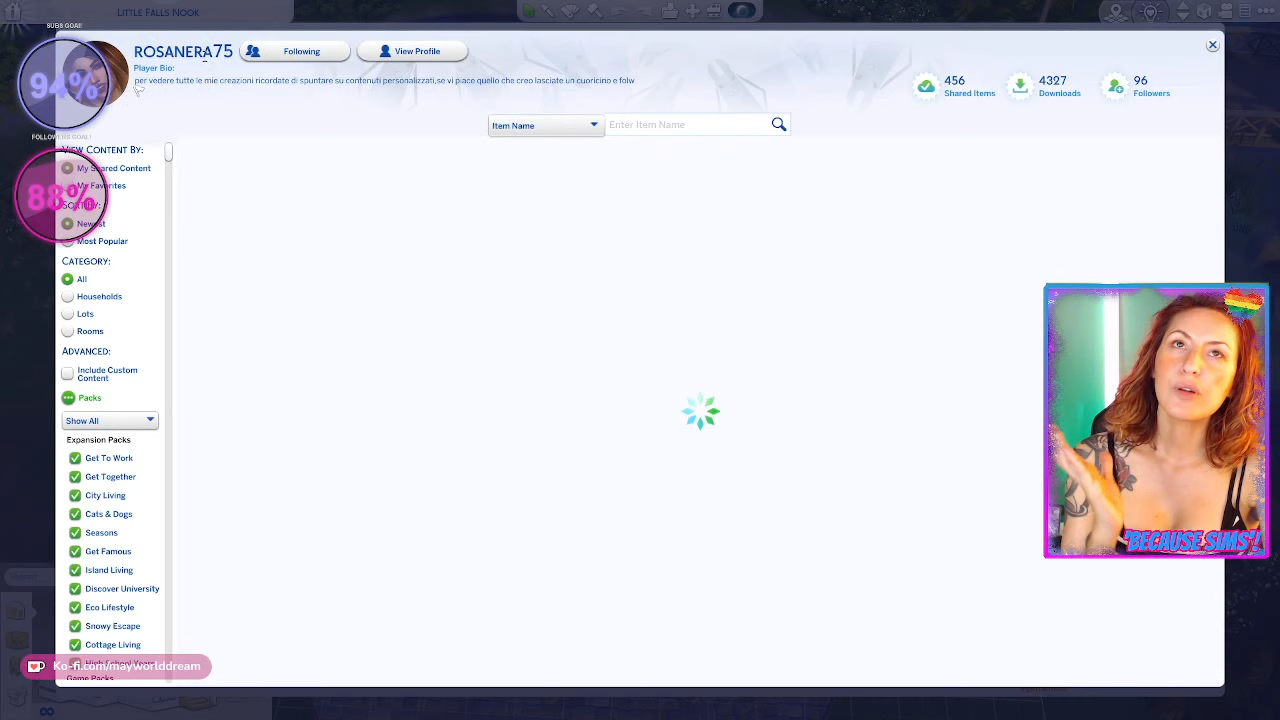 LITTLE FALLS NOOK
SUBS GOAL!
94%
ROSANERA75
Following
View Profile
Player Bio:
per vedere tutte le mie creazioni ricordate di spuntare su contenuti personalizzati,se vi piace quello che creo lasciate un cuoricino e folw
456
Shared Items
4327
Downloads
96
Followers
Item Name
Enter Item Name
FOLLOWERS GOAL!
88%
VIEW CONTENT BY:
My Shared Content
My Favorites
SORT BY:
Newest
Most Popular
CATEGORY:
All
Households
Lots
Rooms
ADVANCED:
Include Custom
Content
Packs
Show All
Expansion Packs
Get To Work
Get Together
City Living
Cats & Dogs
Seasons
Get Famous
Island Living
Discover University
Eco Lifestyle
Snowy Escape
Cottage Living
High School Years
Game Packs
Ko-fi.com/mayworlddream
"BECAUSE SIMS"!